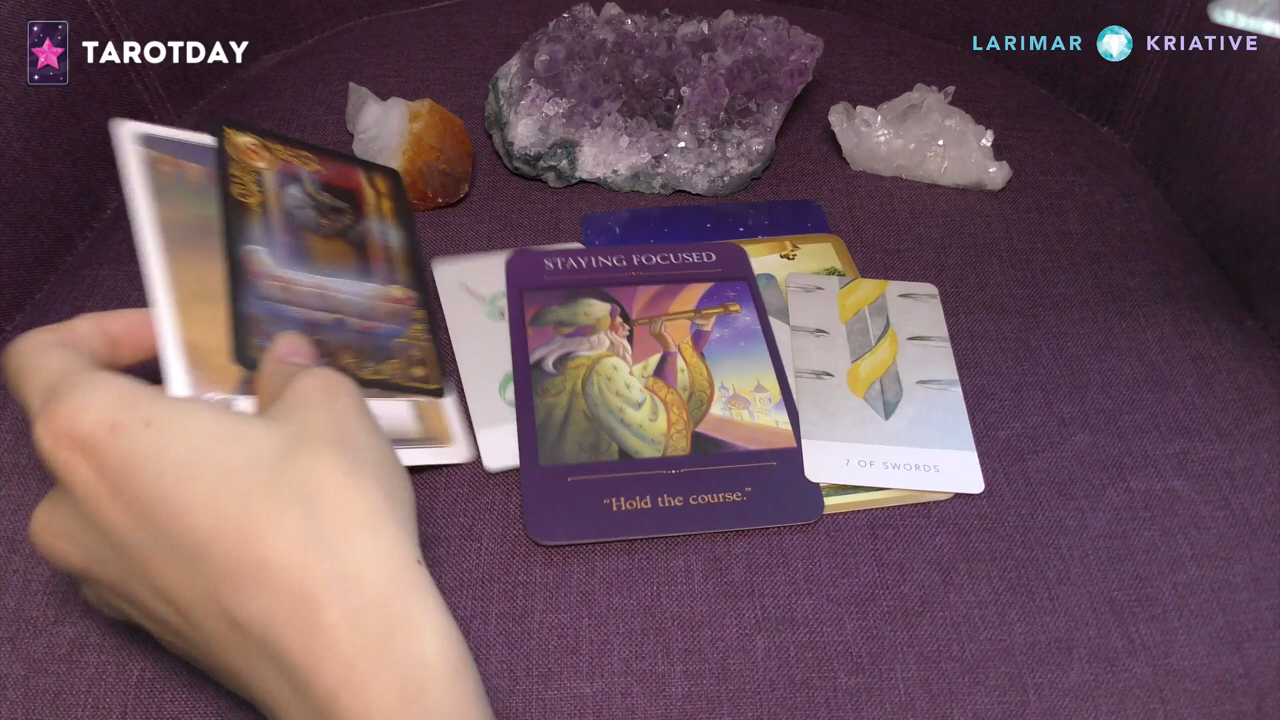 TAROTDAY
LARIMAR KRIATIVE
STAYING FOCUSED
"Hold the course."
7 OF SWORDS